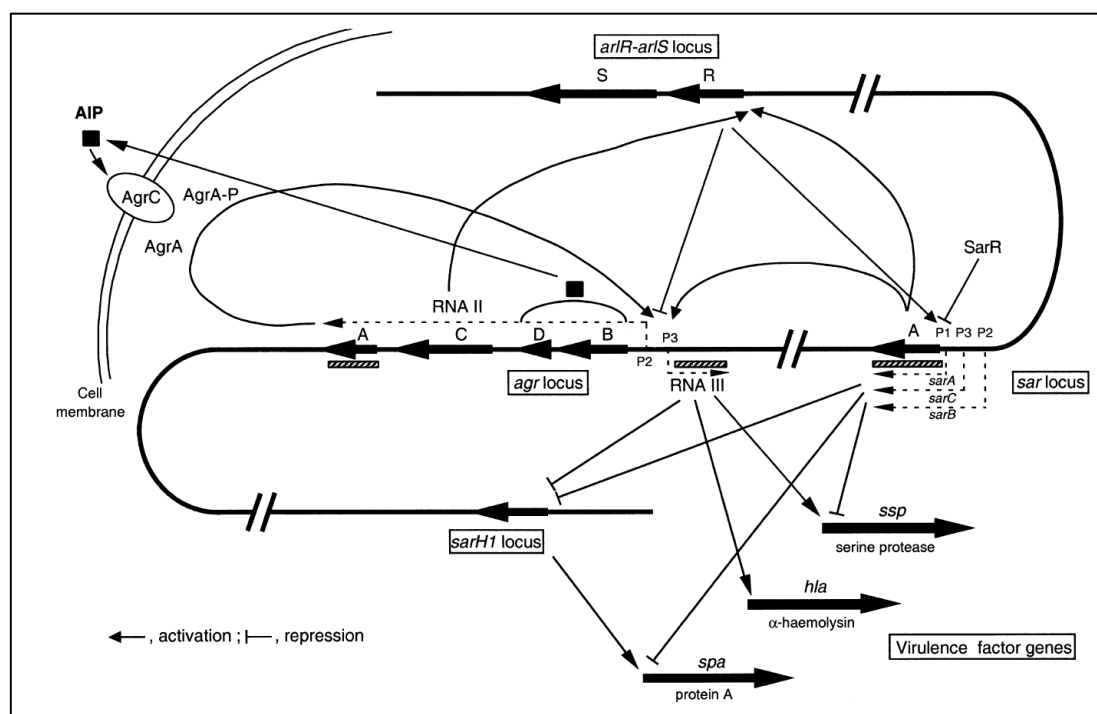 arlR-arlS locus
S R
AIP
AgrC
AgrA-P
AgrA
SarR
RNA II
A C D B
P3
A P1 P3 P2
P2
agr locus
RNA III
sarA
sarC
sarB
sar locus
Cell
membrane
sarH1 locus
ssp
serine protease
hla
α-haemolysin
, activation ; , repression
Virulence factor genes
spa
protein A